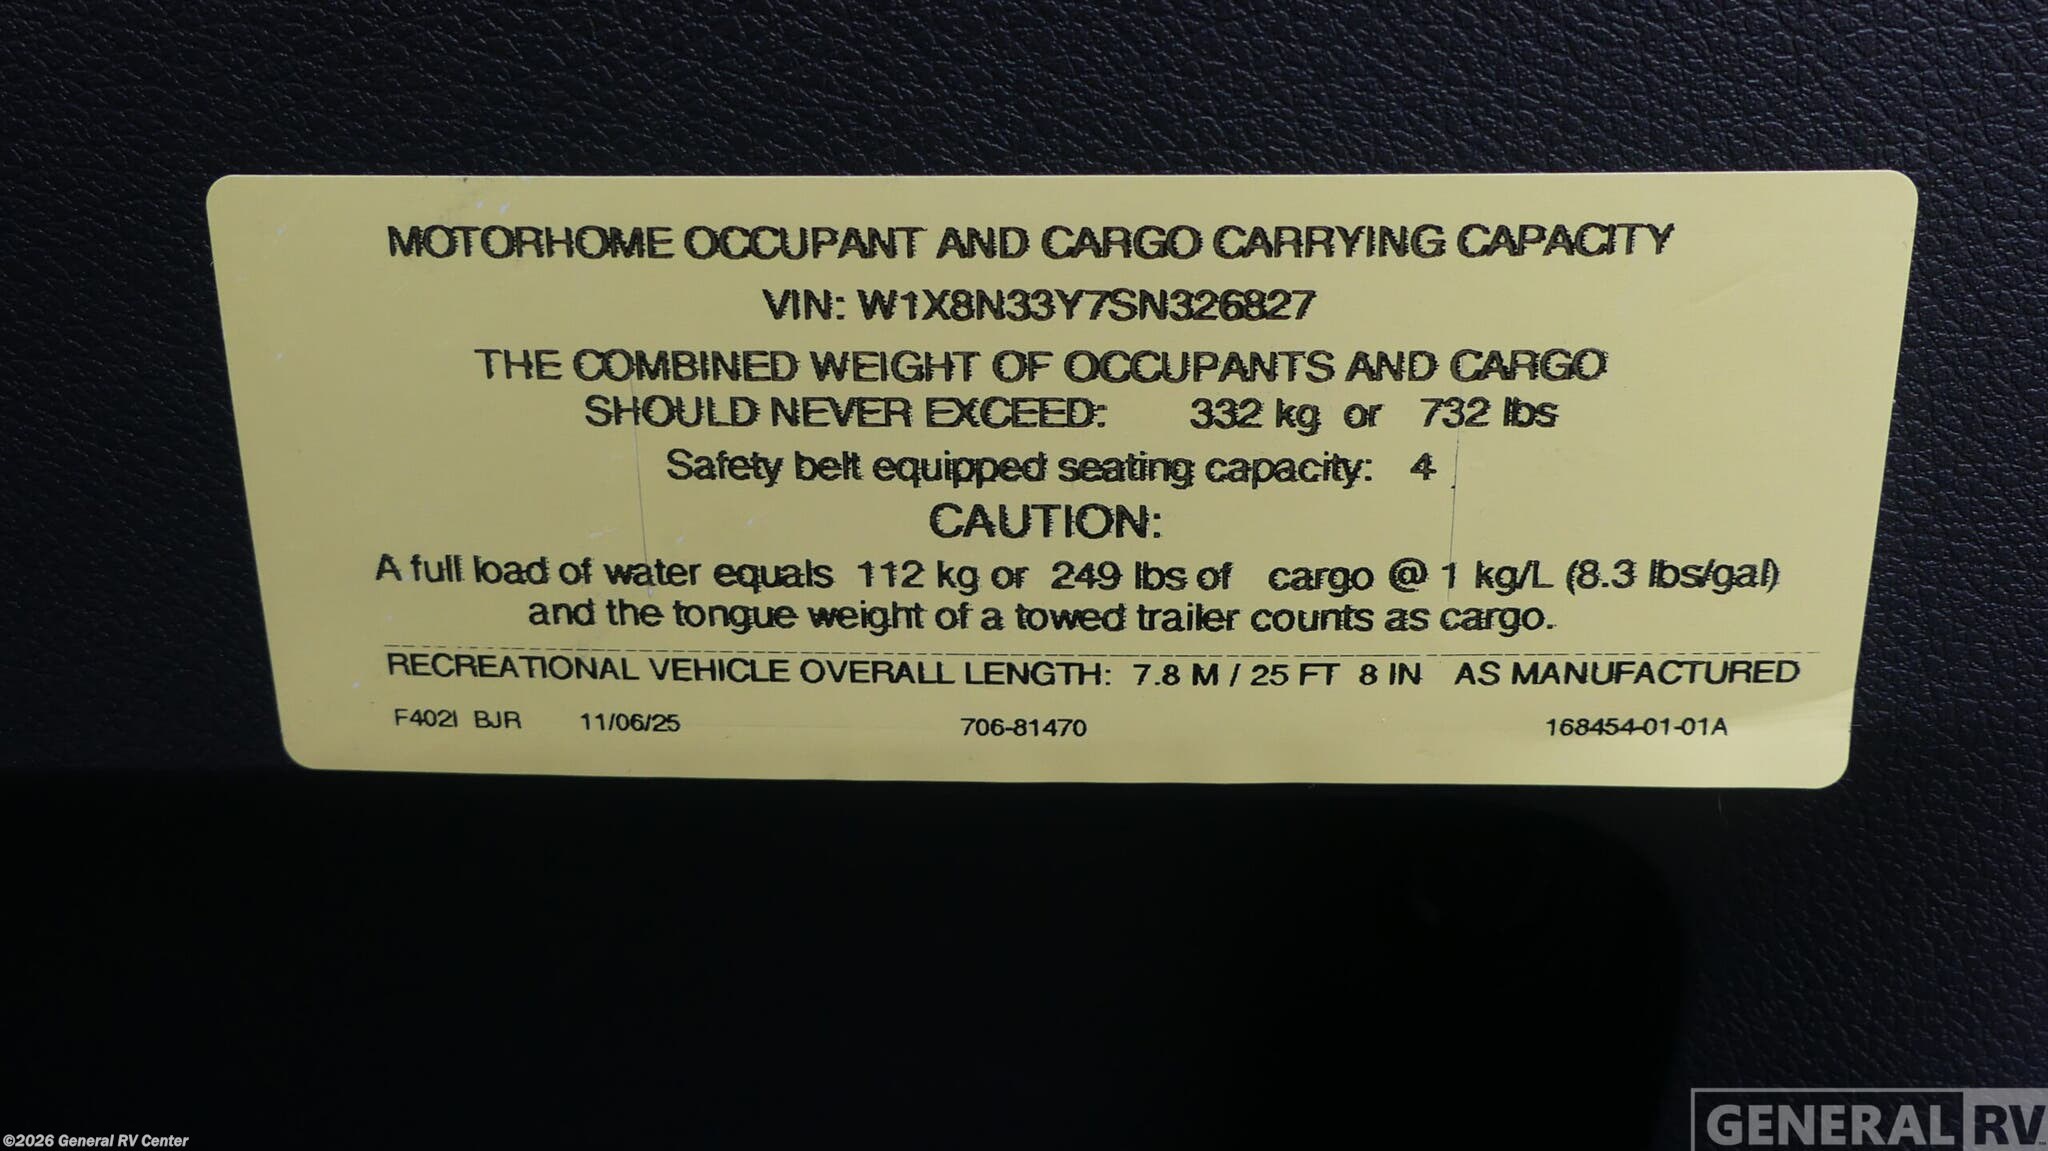 MOTORHOME OCCUPANT AND CARGO CARRYING CAPACITY
VIN: W1X8N33Y7SN326827
THE COMBINED WEIGHT OF OCCUPANTS AND CARGO
SHOULD NEVER EXCEED: 332 kg or 732 lbs
Safety belt equipped seating capacity: 4
CAUTION:
A full load of water equals 112 kg or 249 lbs of cargo @ 1 kg/L (8.3 lbs/gal)
and the tongue weight of a towed trailer counts as cargo.
RECREATIONAL VEHICLE OVERALL LENGTH: 7.8 M / 25 FT 8 IN AS MANUFACTURED
F402I BJR 11/06/25 706-81470 168454-01-01A
©2026 General RV Center
GENERAL RV